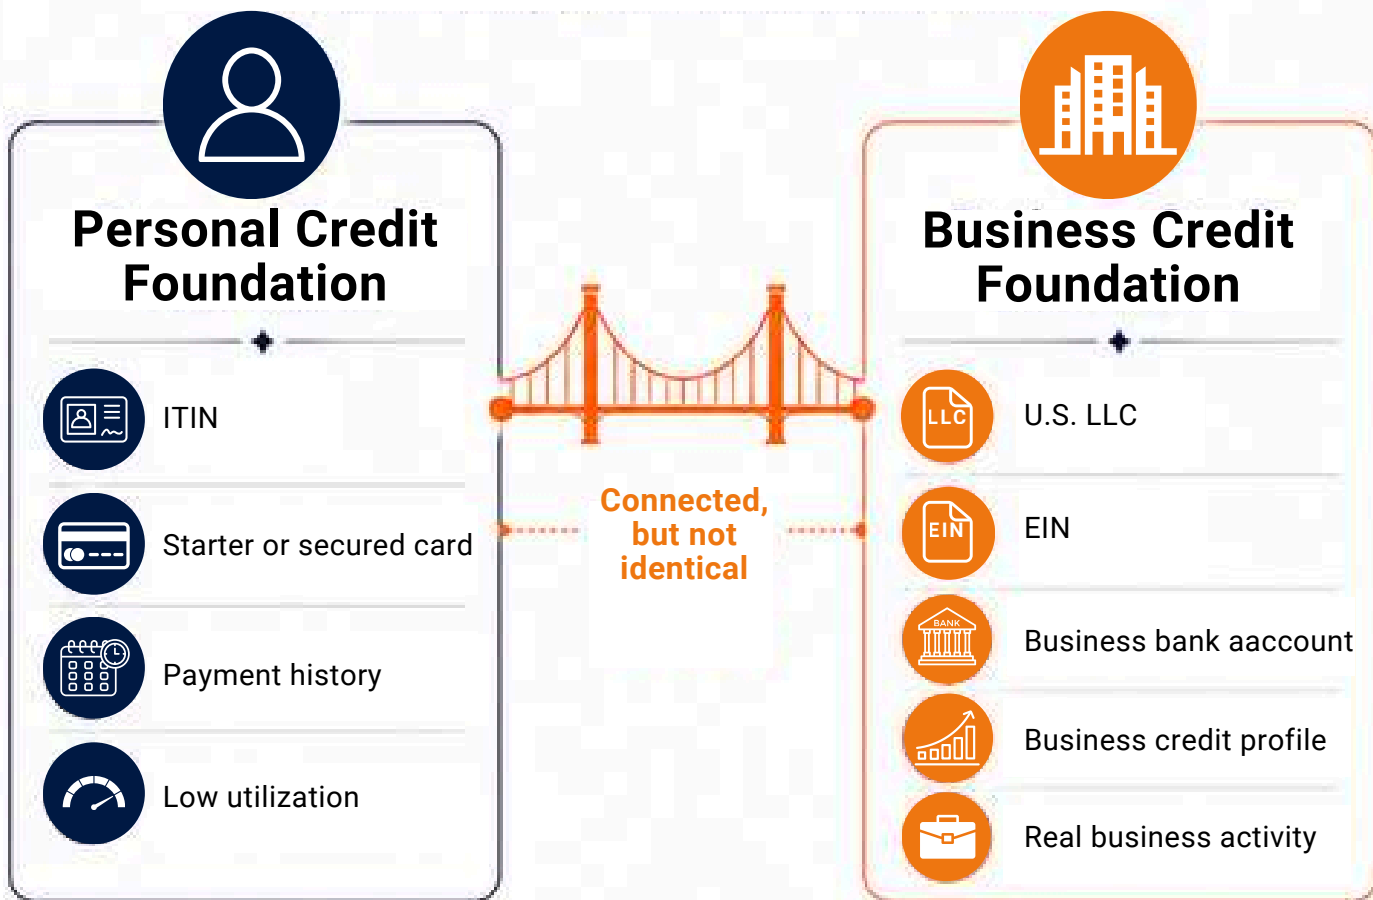 Personal Credit
Foundation
ITIN
Starter or secured card
Payment history
Low utilization
Connected,
but not
identical
Business Credit
Foundation
LLC
U.S. LLC
EIN
EIN
BANK
Business bank aaccount
Business credit profile
Real business activity